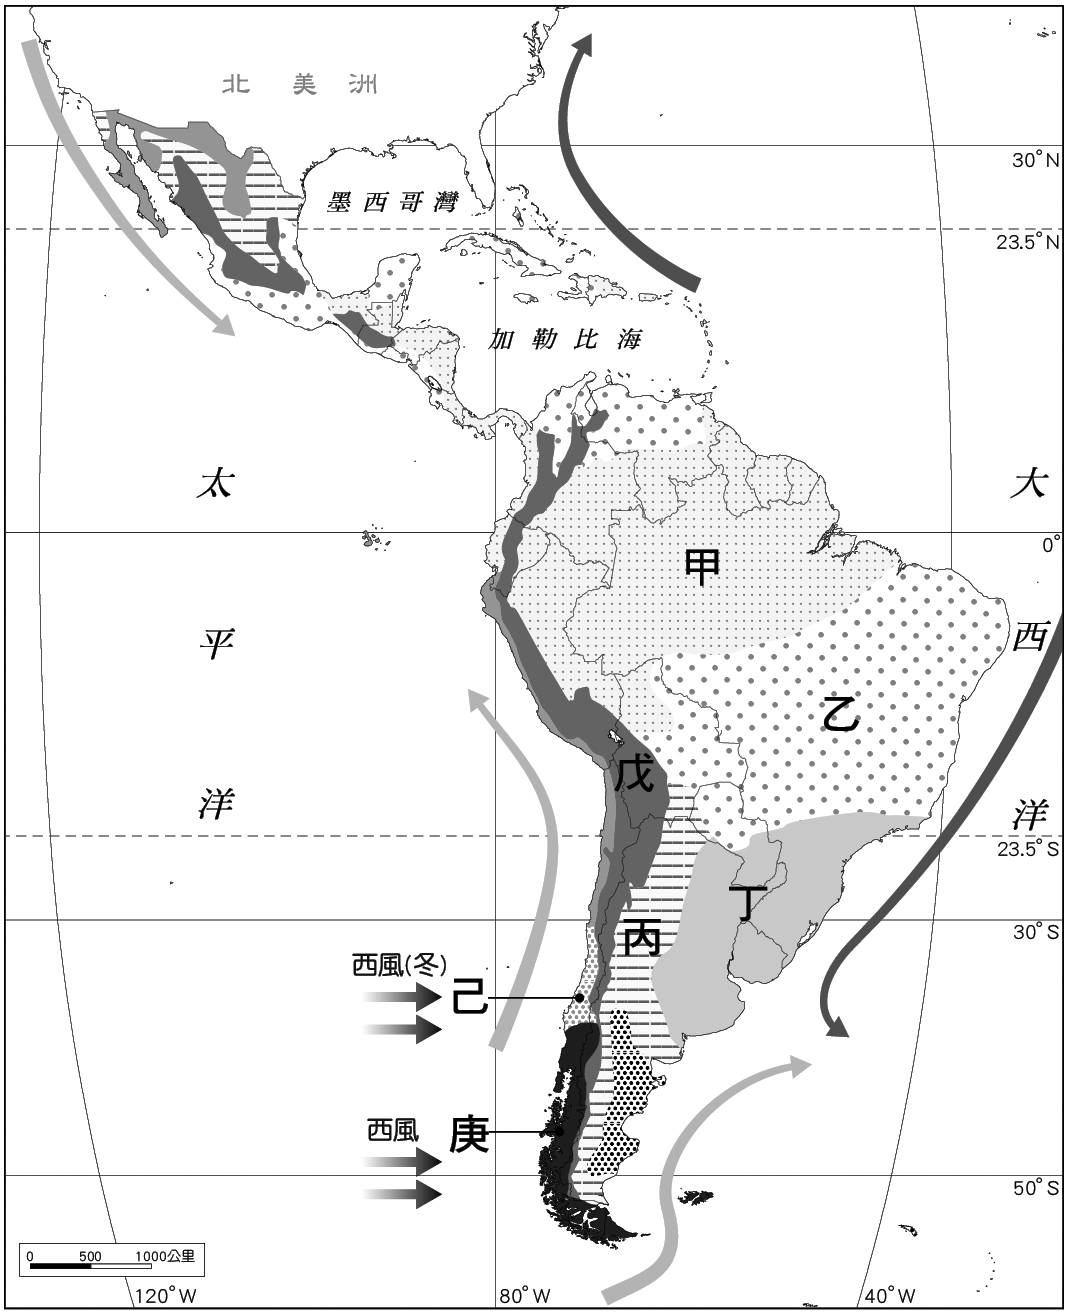 北美洲
30°N
墨西哥灣
23.5°N
加勒比海
太平洋
大西洋
0°
甲
乙
戊
23.5°S
丁
30°S
丙
西風(冬)
己
西風
庚
50°S
0 500 1000公里
120°W
80°W
40°W